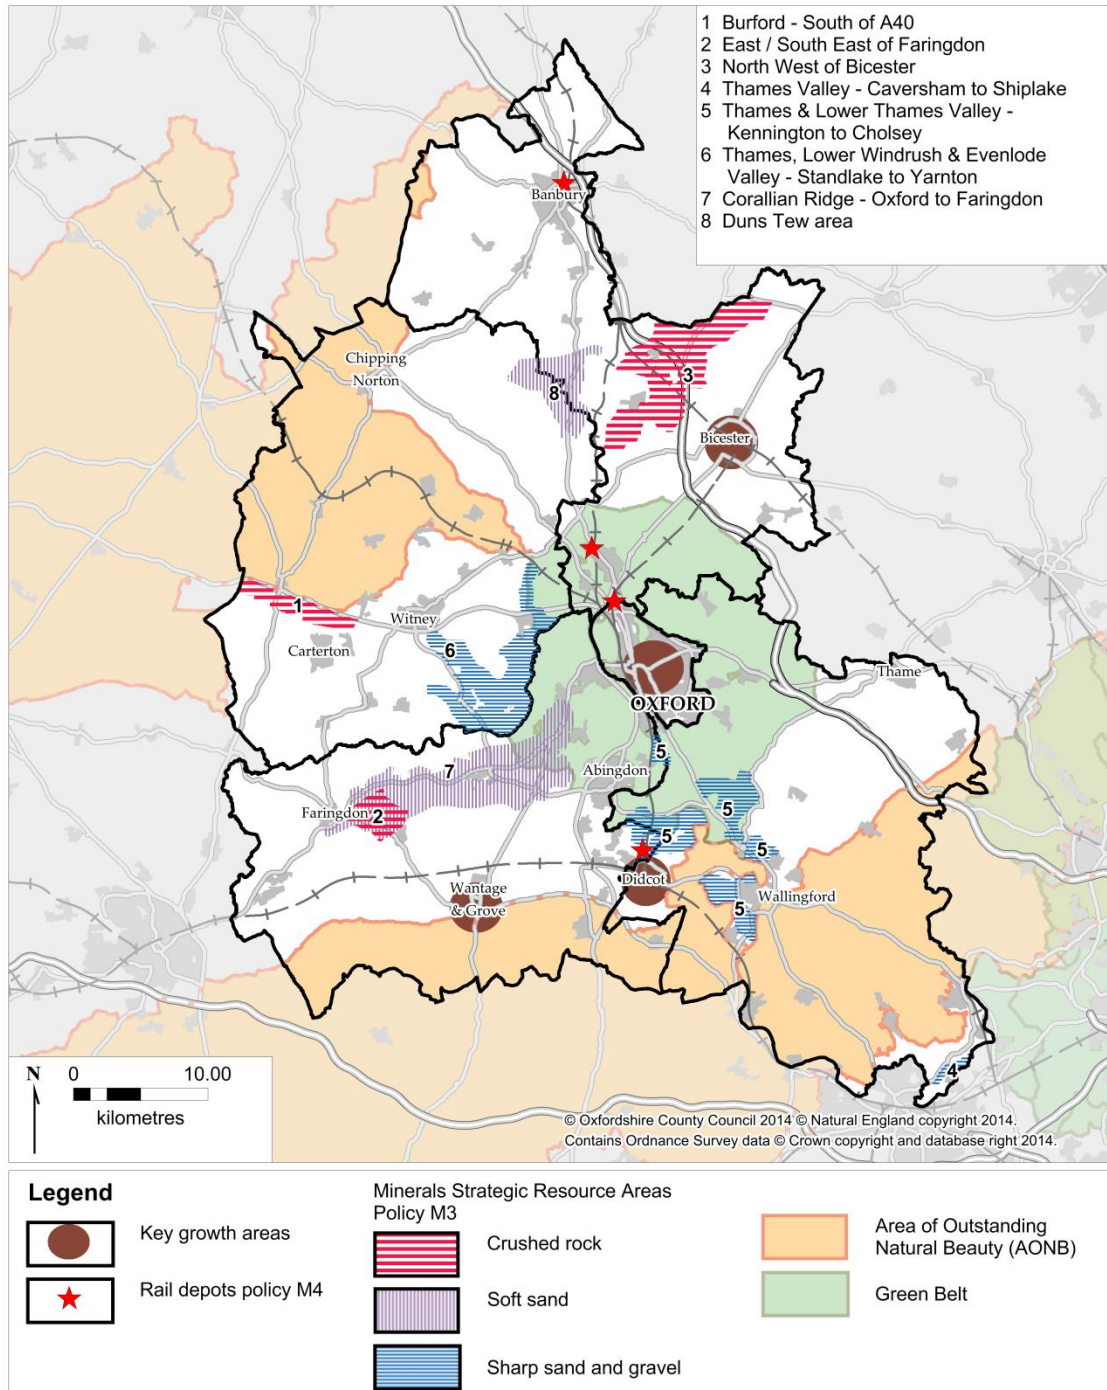 1 Burford - South of A40
2 East / South East of Faringdon
3 North West of Bicester
4 Thames Valley - Caversham to Shiplake
5 Thames & Lower Thames Valley -
Kennington to Cholsey
6 Thames, Lower Windrush & Evenlode
Valley - Standlake to Yarnton
7 Corallian Ridge - Oxford to Faringdon
8 Duns Tew area
Banbury
Chipping
Norton
8
3
Bicester
1
Witney
Carterton
6
Thame
OXFORD
5
7
Abingdon
Faringdon
2
5
5
5
Didcot
Wantage
& Grove
Wallingford
5
4
N
0 10.00
kilometres
© Oxfordshire County Council 2014 © Natural England copyright 2014.
Contains Ordnance Survey data © Crown copyright and database right 2014.
Legend
Key growth areas
Rail depots policy M4
Minerals Strategic Resource Areas
Policy M3
Crushed rock
Soft sand
Sharp sand and gravel
Area of Outstanding
Natural Beauty (AONB)
Green Belt